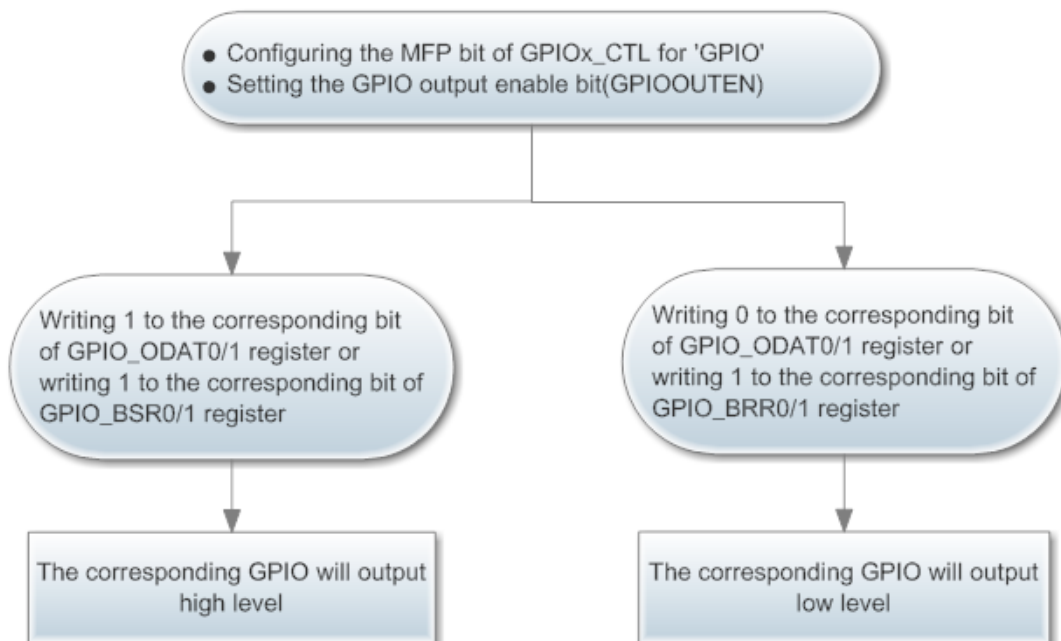 ● Configuring the MFP bit of GPIOx_CTL for 'GPIO'
● Setting the GPIO output enable bit(GPIOOUTEN)
Writing 1 to the corresponding bit
of GPIO_ODAT0/1 register or
writing 1 to the corresponding bit of
GPIO_BSR0/1 register
Writing 0 to the corresponding bit
of GPIO_ODAT0/1 register or
writing 1 to the corresponding bit of
GPIO_BRR0/1 register
The corresponding GPIO will output
high level
The corresponding GPIO will output
low level